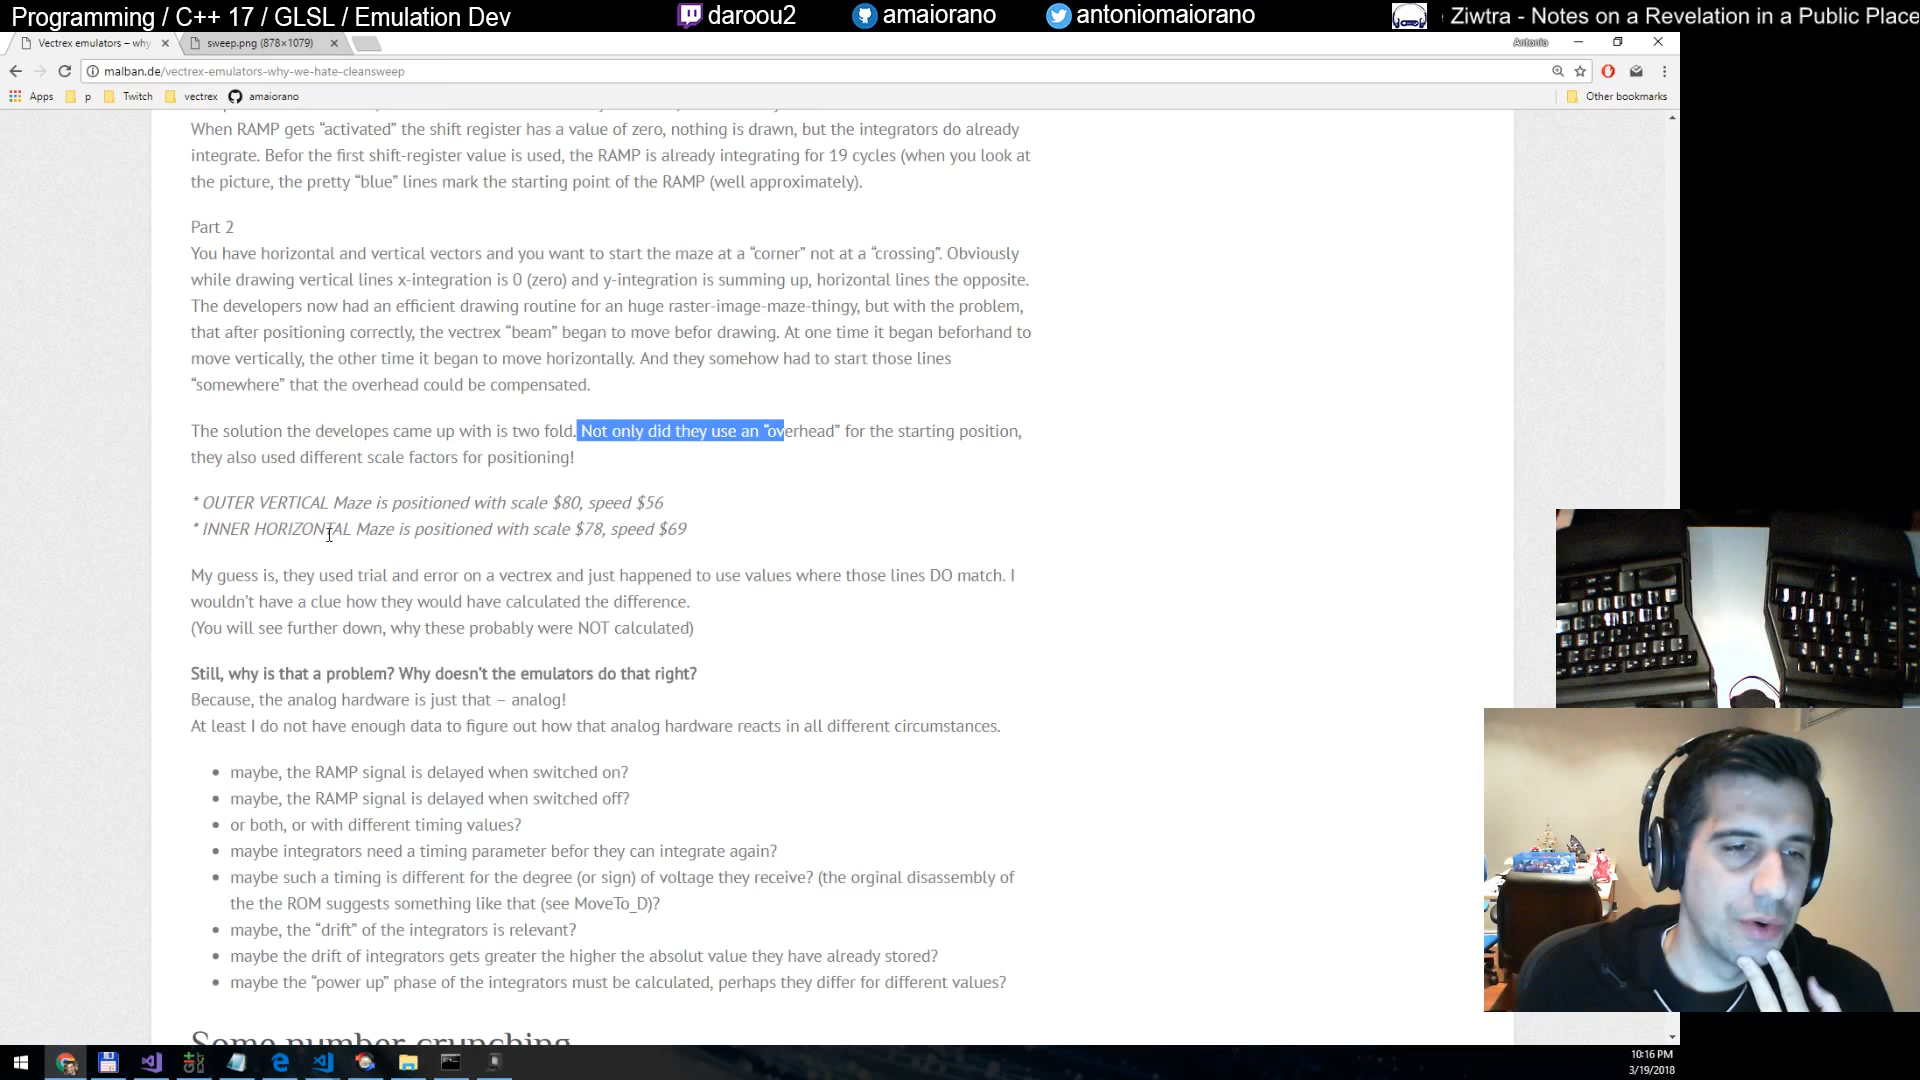 Programming / C++ 17 / GLSL / Emulation Dev
daroou2
amaiorano
antoniomaiorano
Ziwtra - Notes on a Revelation in a Public Place
Vectrex emulators – why
sweep.png (878×1079)
Antonio
malban.de/vectrex-emulators-why-we-hate-cleansweep
Apps
p
Twitch
vectrex
amaiorano
Other bookmarks
When RAMP gets “activated” the shift register has a value of zero, nothing is drawn, but the integrators do already
integrate. Befor the first shift-register value is used, the RAMP is already integrating for 19 cycles (when you look at
the picture, the pretty “blue” lines mark the starting point of the RAMP (well approximately).
Part 2
You have horizontal and vertical vectors and you want to start the maze at a “corner” not at a “crossing”. Obviously
while drawing vertical lines x-integration is 0 (zero) and y-integration is summing up, horizontal lines the opposite.
The developers now had an efficient drawing routine for an huge raster-image-maze-thingy, but with the problem,
that after positioning correctly, the vectrex “beam” began to move befor drawing. At one time it began beforhand to
move vertically, the other time it began to move horizontally. And they somehow had to start those lines
“somewhere” that the overhead could be compensated.
The solution the developes came up with is two fold. Not only did they use an “overhead” for the starting position,
they also used different scale factors for positioning!
* OUTER VERTICAL Maze is positioned with scale $80, speed $56
* INNER HORIZONTAL Maze is positioned with scale $78, speed $69
My guess is, they used trial and error on a vectrex and just happened to use values where those lines DO match. I
wouldn’t have a clue how they would have calculated the difference.
(You will see further down, why these probably were NOT calculated)
Still, why is that a problem? Why doesn’t the emulators do that right?
Because, the analog hardware is just that – analog!
At least I do not have enough data to figure out how that analog hardware reacts in all different circumstances.
• maybe, the RAMP signal is delayed when switched on?
• maybe, the RAMP signal is delayed when switched off?
• or both, or with different timing values?
• maybe integrators need a timing parameter befor they can integrate again?
• maybe such a timing is different for the degree (or sign) of voltage they receive? (the orginal disassembly of
the the ROM suggests something like that (see MoveTo_D)?
• maybe, the “drift” of the integrators is relevant?
• maybe the drift of integrators gets greater the higher the absolut value they have already stored?
• maybe the “power up” phase of the integrators must be calculated, perhaps they differ for different values?
Some number crunching
10:16 PM
3/19/2018